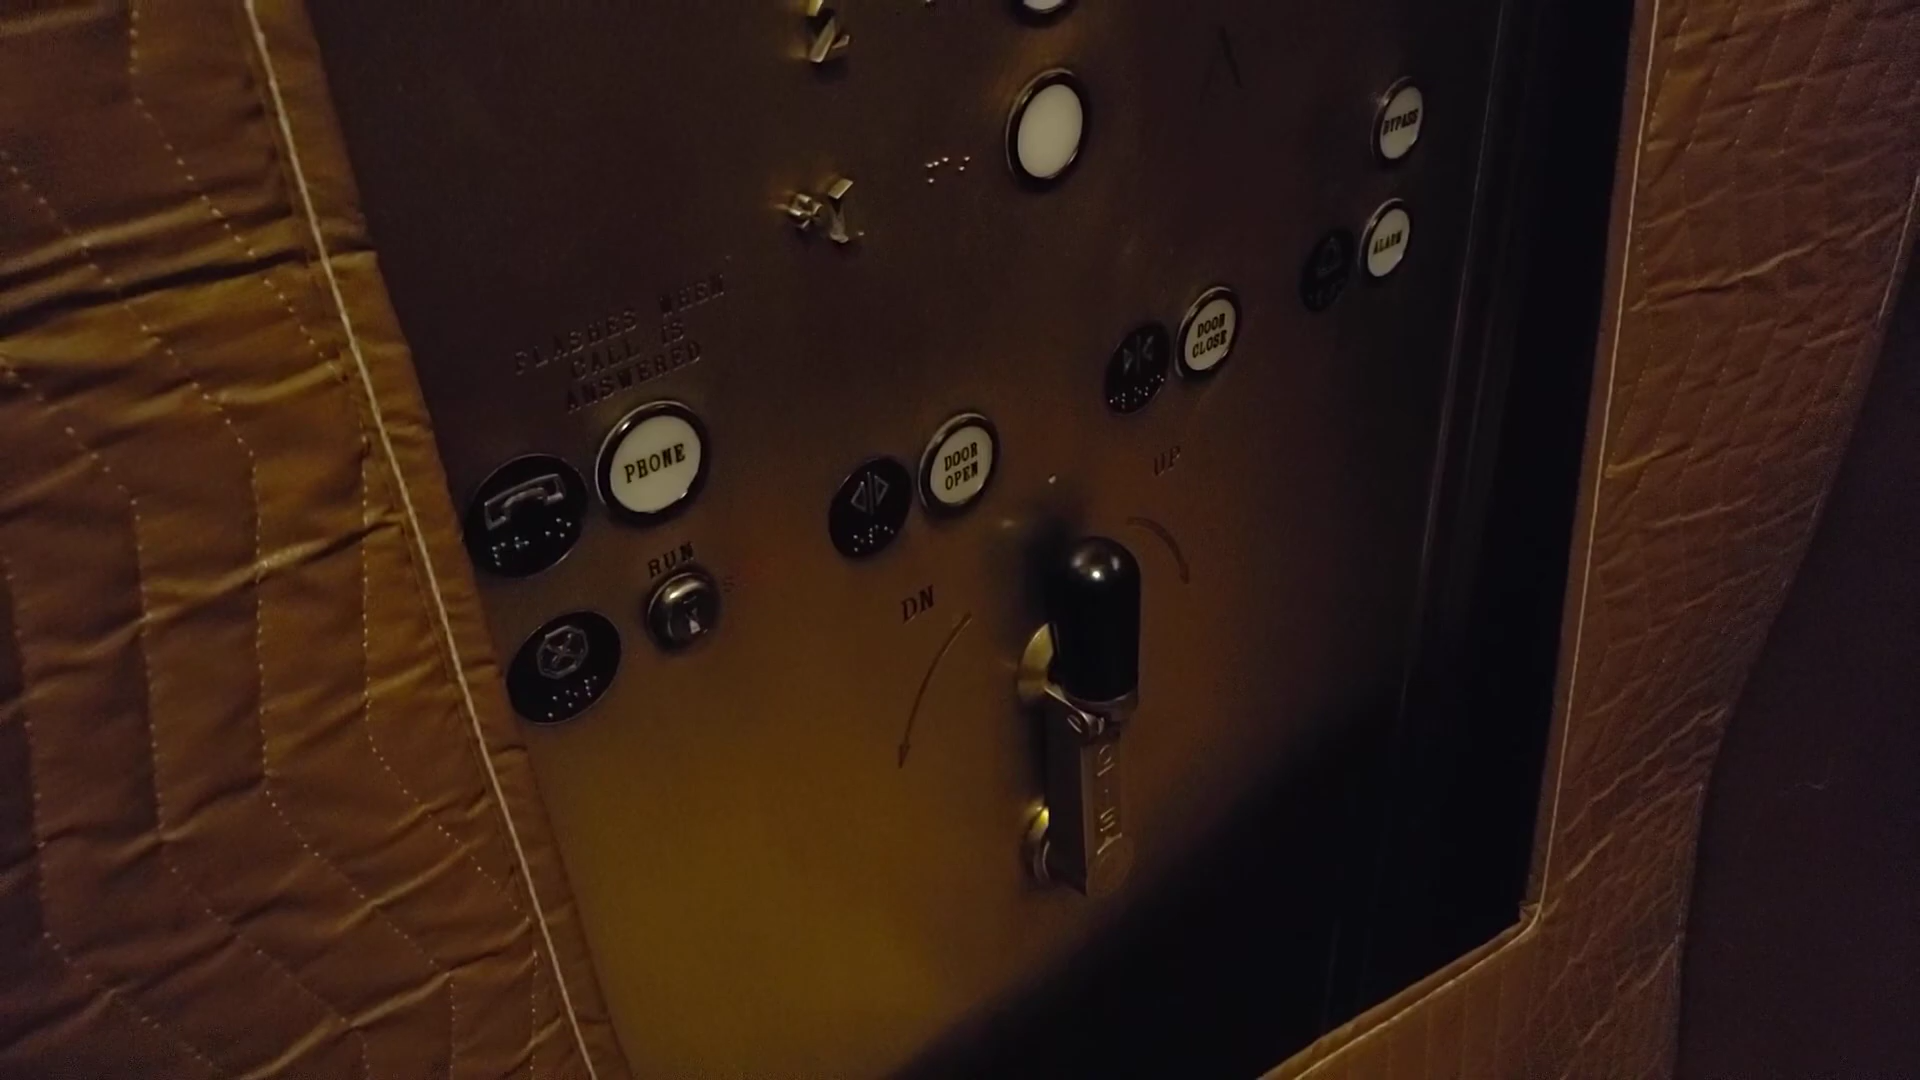 BYPASS
ALARM
FLASHES WHEN
CALL IS
ANSWERED
DOOR
CLOSE
PHONE
DOOR
OPEN
UP
RUN
DN